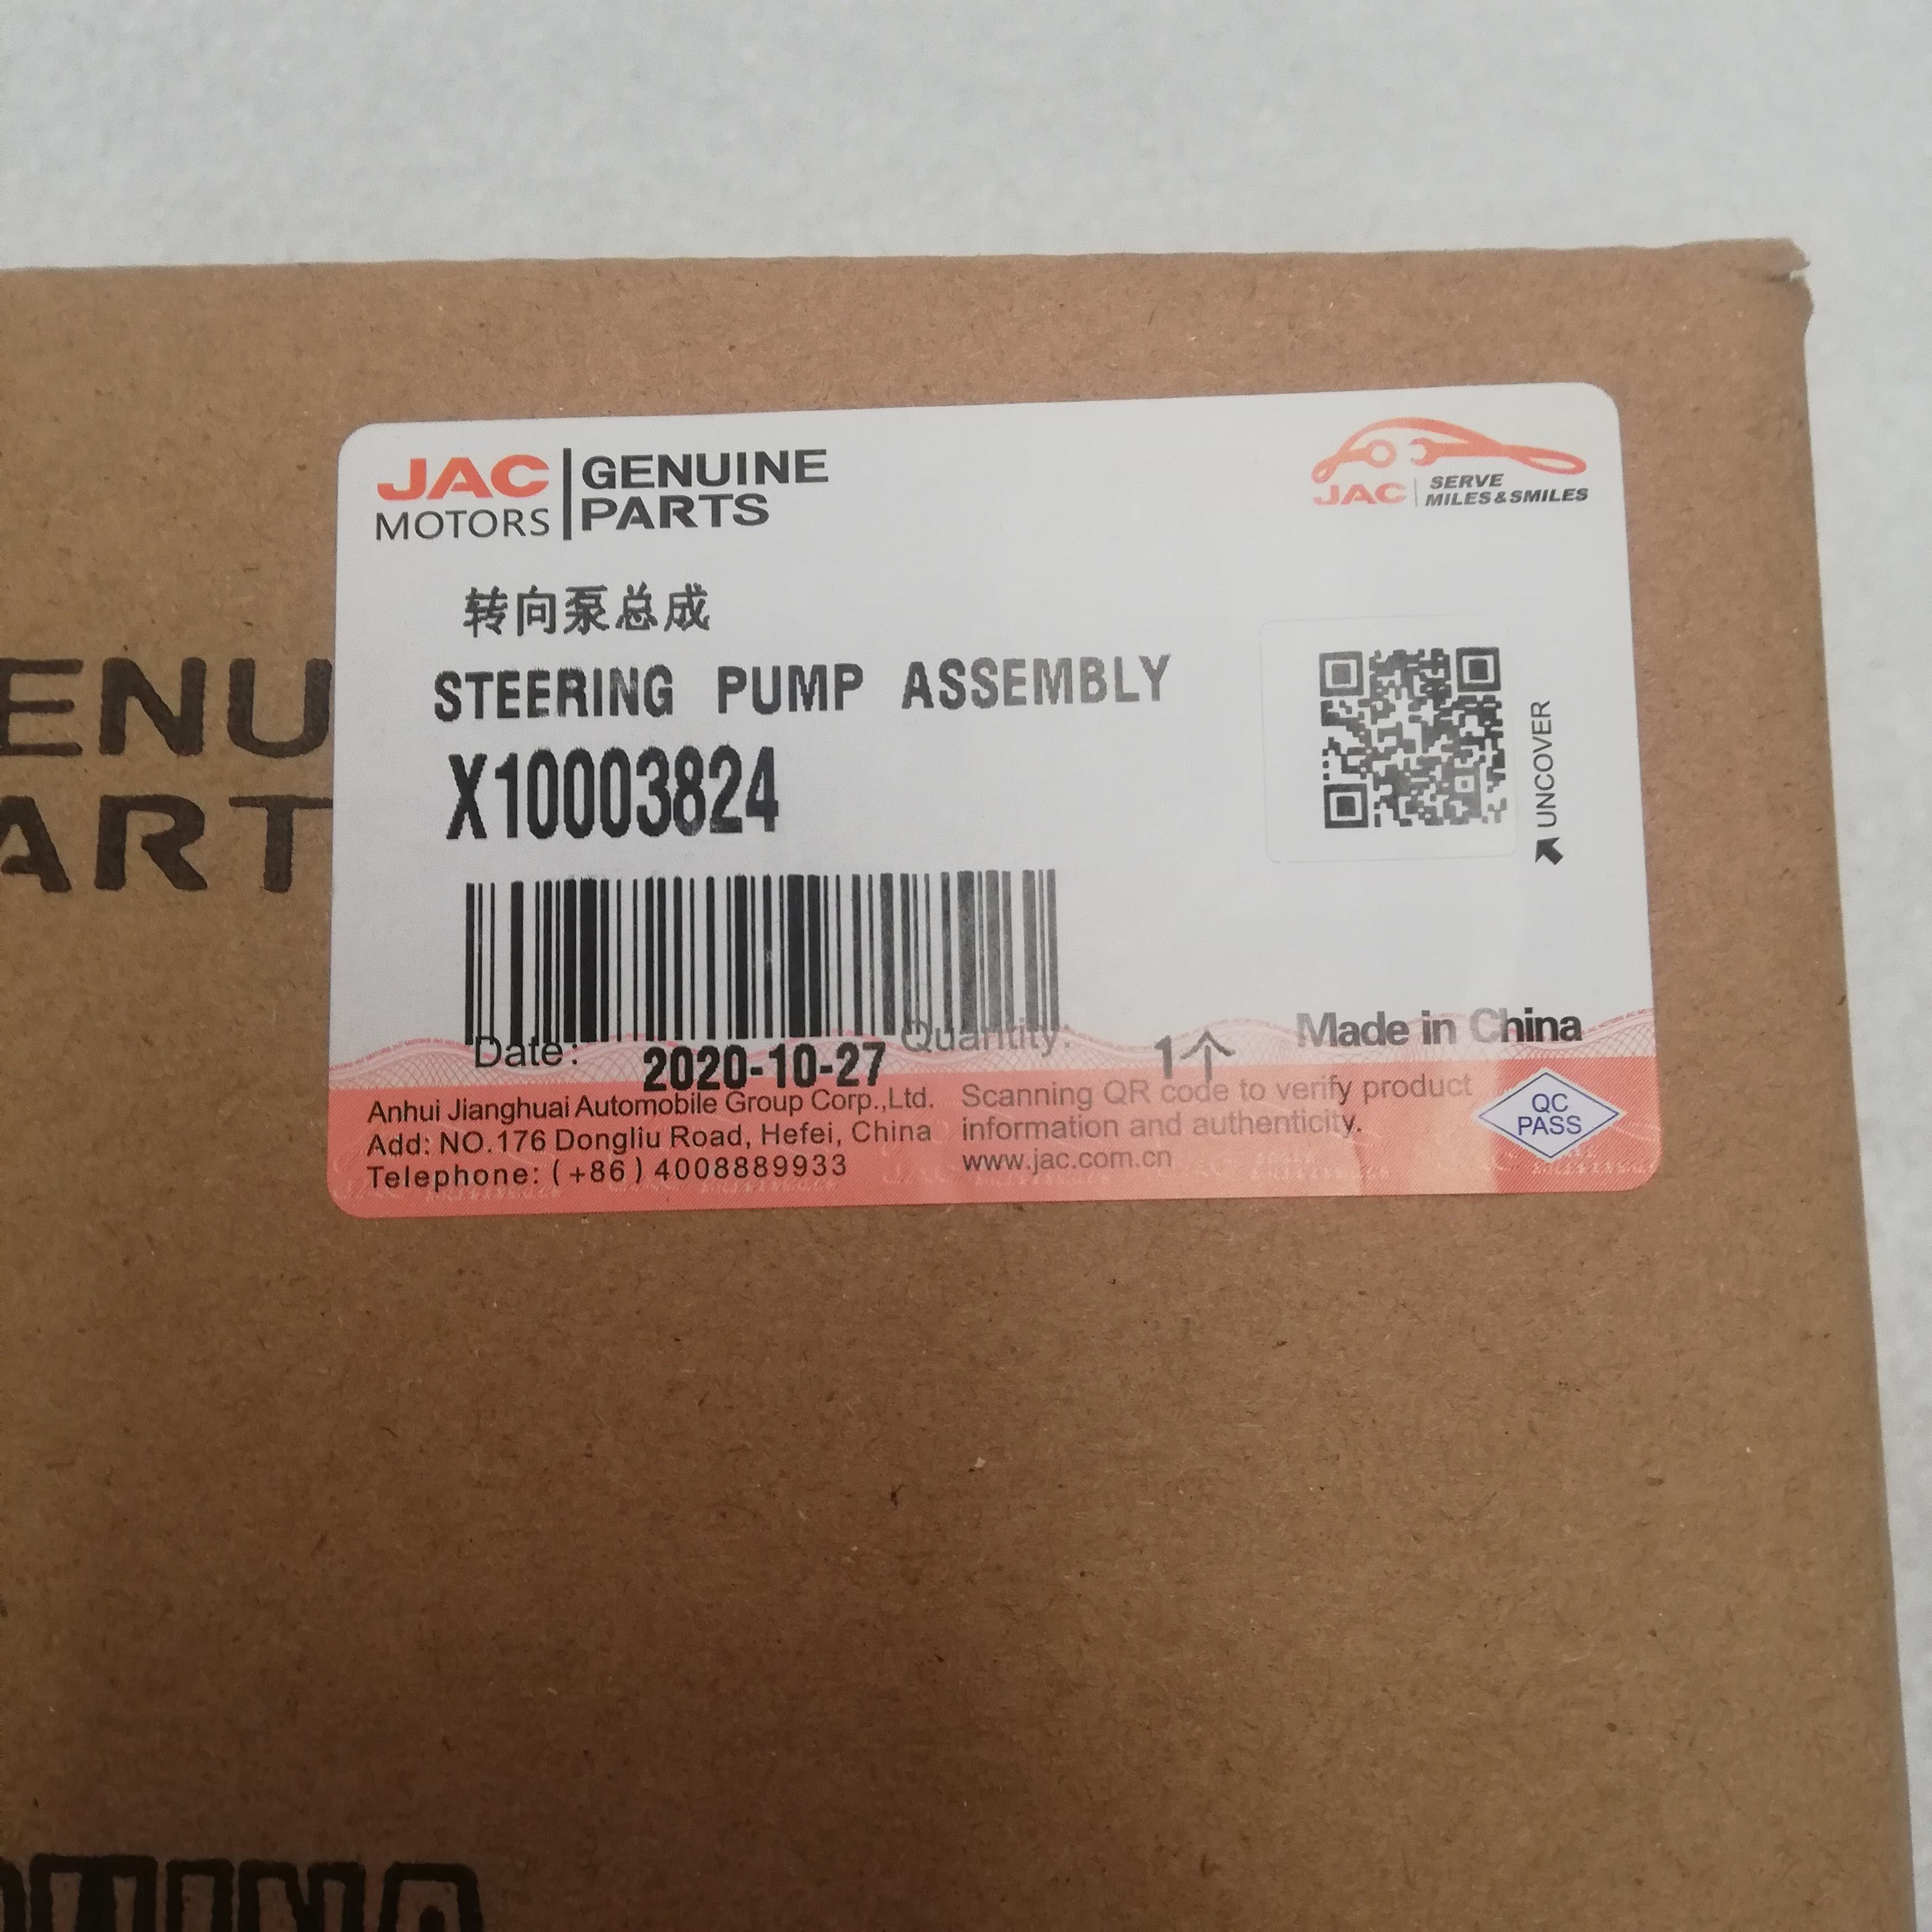 JAC
MOTORS
GENUINE
PARTS
JAC
SERVE
MILES&SMILES
转向泵总成
STEERING PUMP ASSEMBLY
X10003824
UNCOVER
ENU
ART
Date: 2020-10-27
Quantity: 1个
Made in China
Anhui Jianghuai Automobile Group Corp.,Ltd.
Add: NO.176 Dongliu Road, Hefei, China
Telephone: (+86) 4008889933
Scanning QR code to verify product
information and authenticity.
www.jac.com.cn
QC
PASS